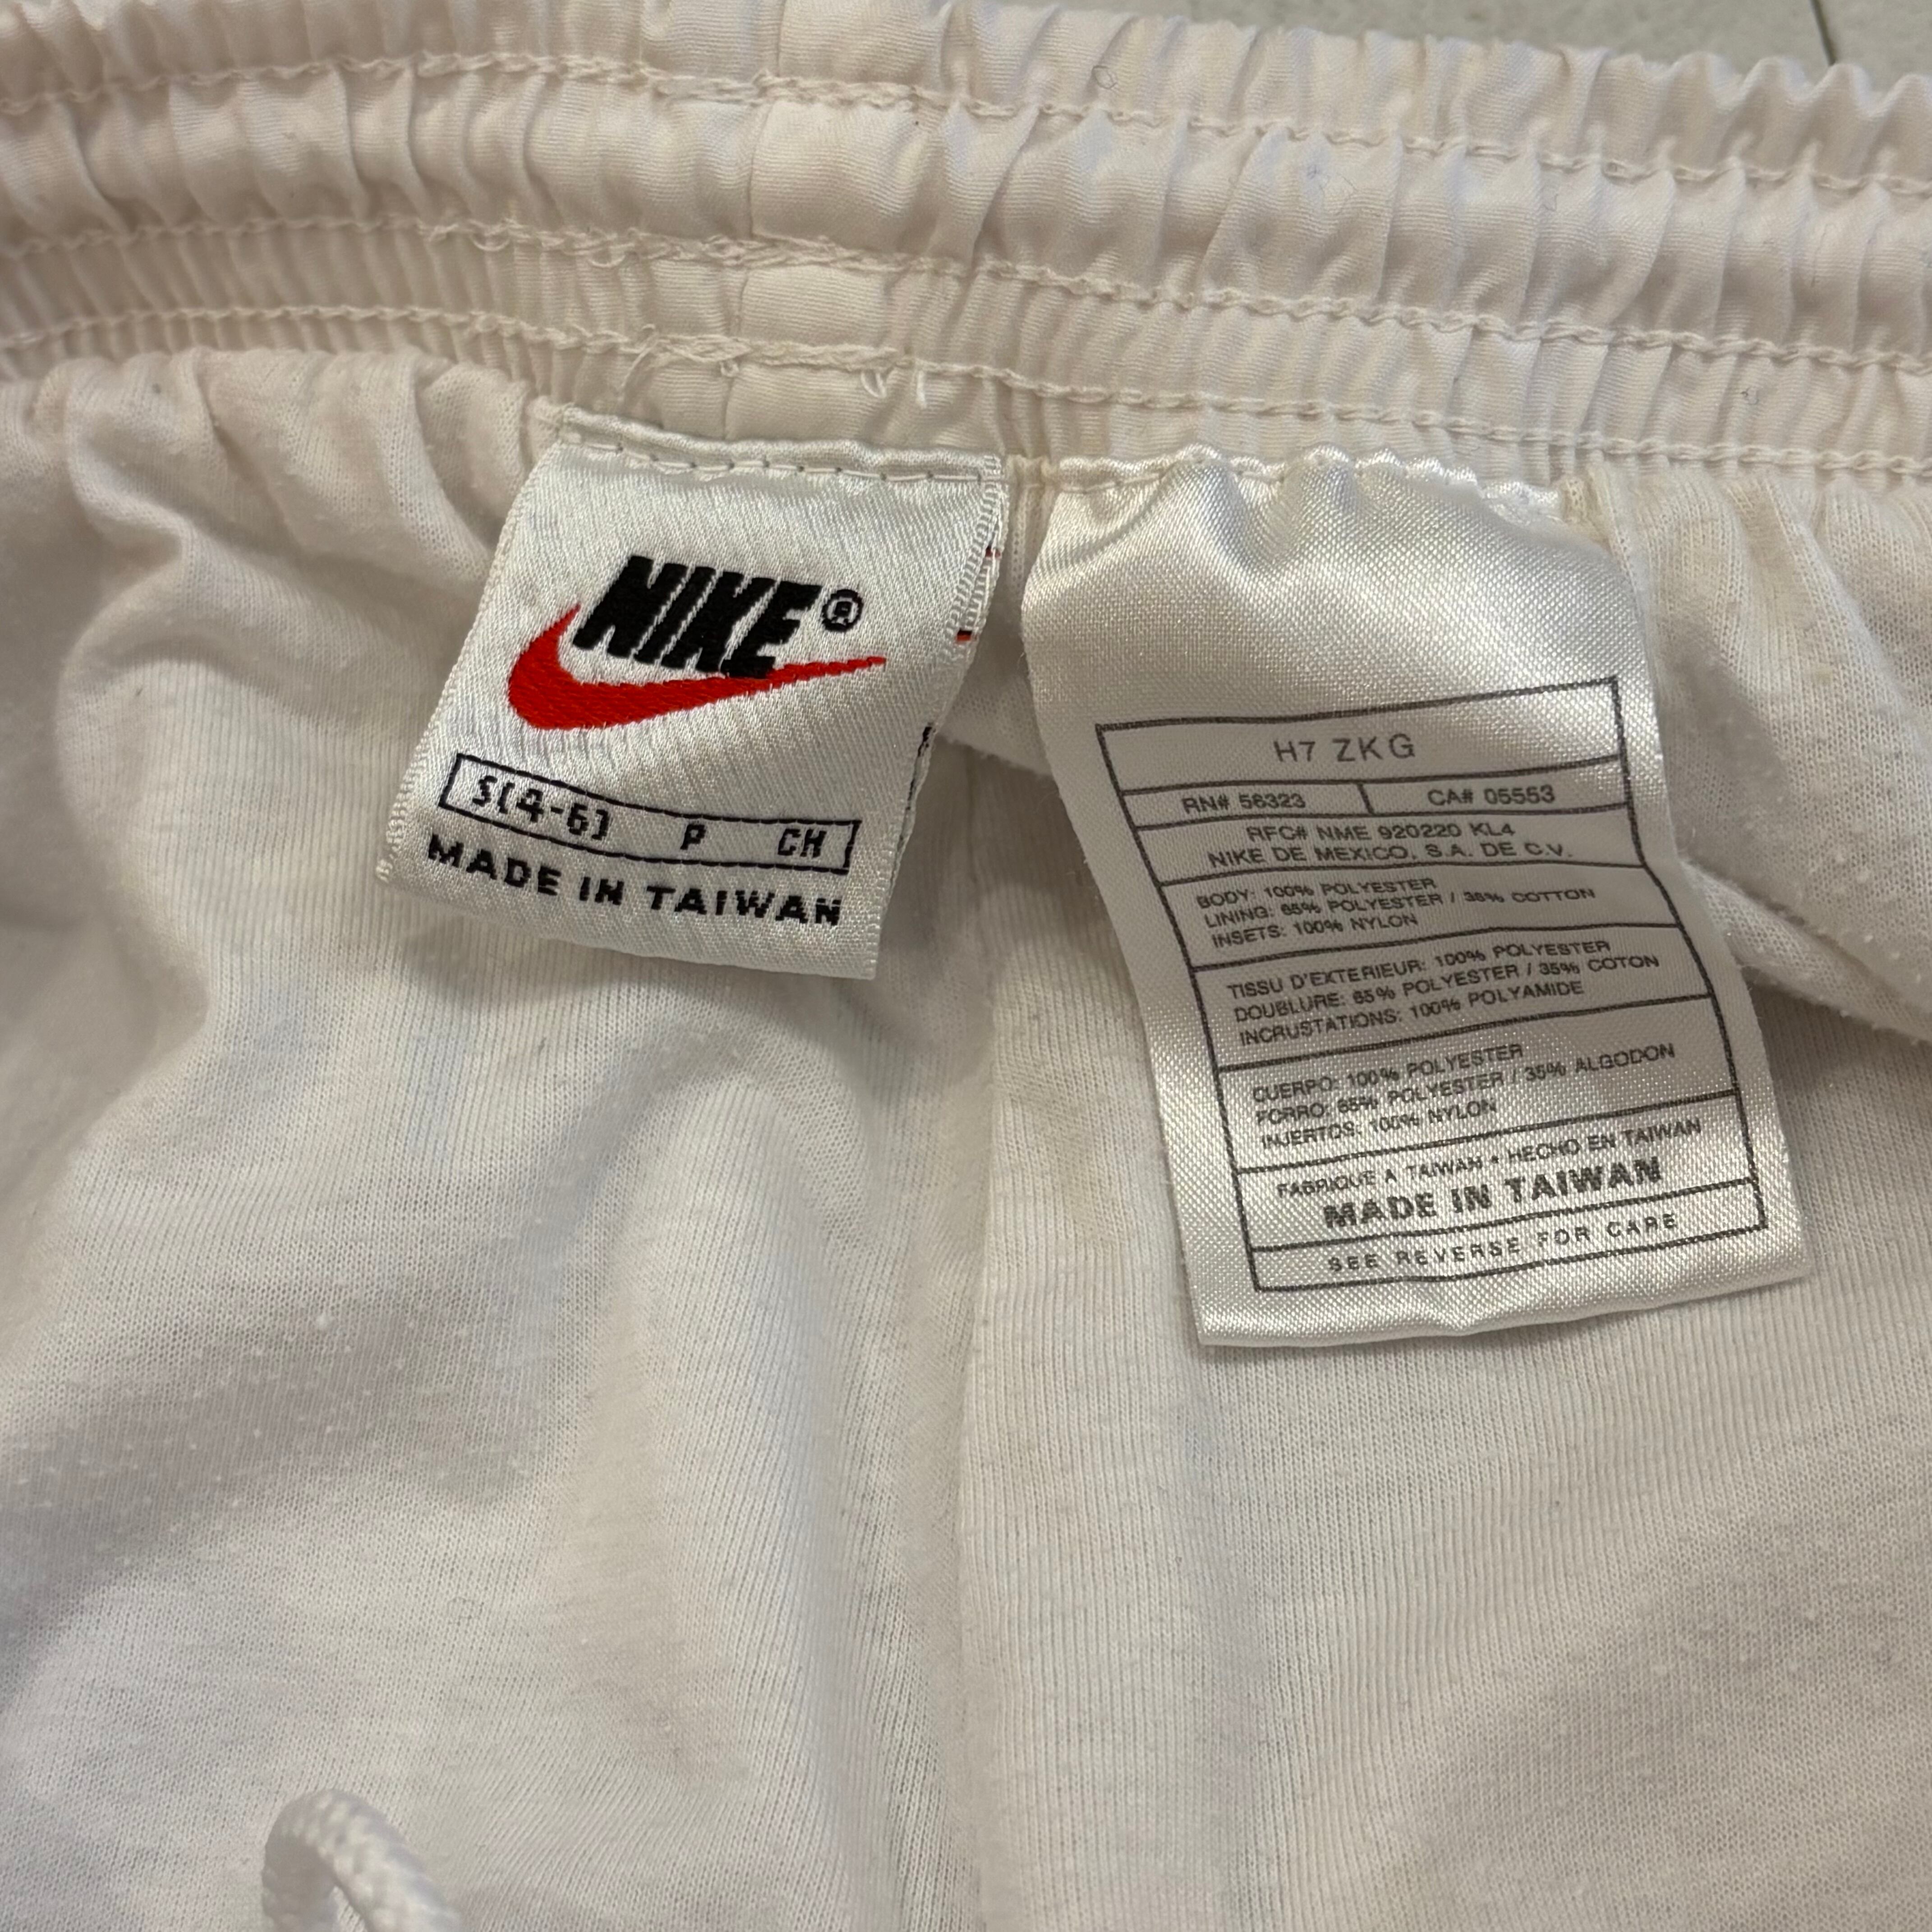 NIKE®
S(4-6) P CH
MADE IN TAIWAN
H7 ZKG
RN# 56323 CA# 05553
RFC# NME 920220 KL4
NIKE DE MEXICO, S.A. DE C.V.
BODY: 100% POLYESTER
LINING: 65% POLYESTER / 35% COTTON
INSETS: 100% NYLON
TISSU D'EXTERIEUR: 100% POLYESTER
DOUBLURE: 65% POLYESTER / 35% COTON
INCRUSTATIONS: 100% POLYAMIDE
CUERPO: 100% POLYESTER
FORRO: 65% POLYESTER / 35% ALGODON
INJERTOS: 100% NYLON
FABRIQUE A TAIWAN • HECHO EN TAIWAN
MADE IN TAIWAN
SEE REVERSE FOR CARE